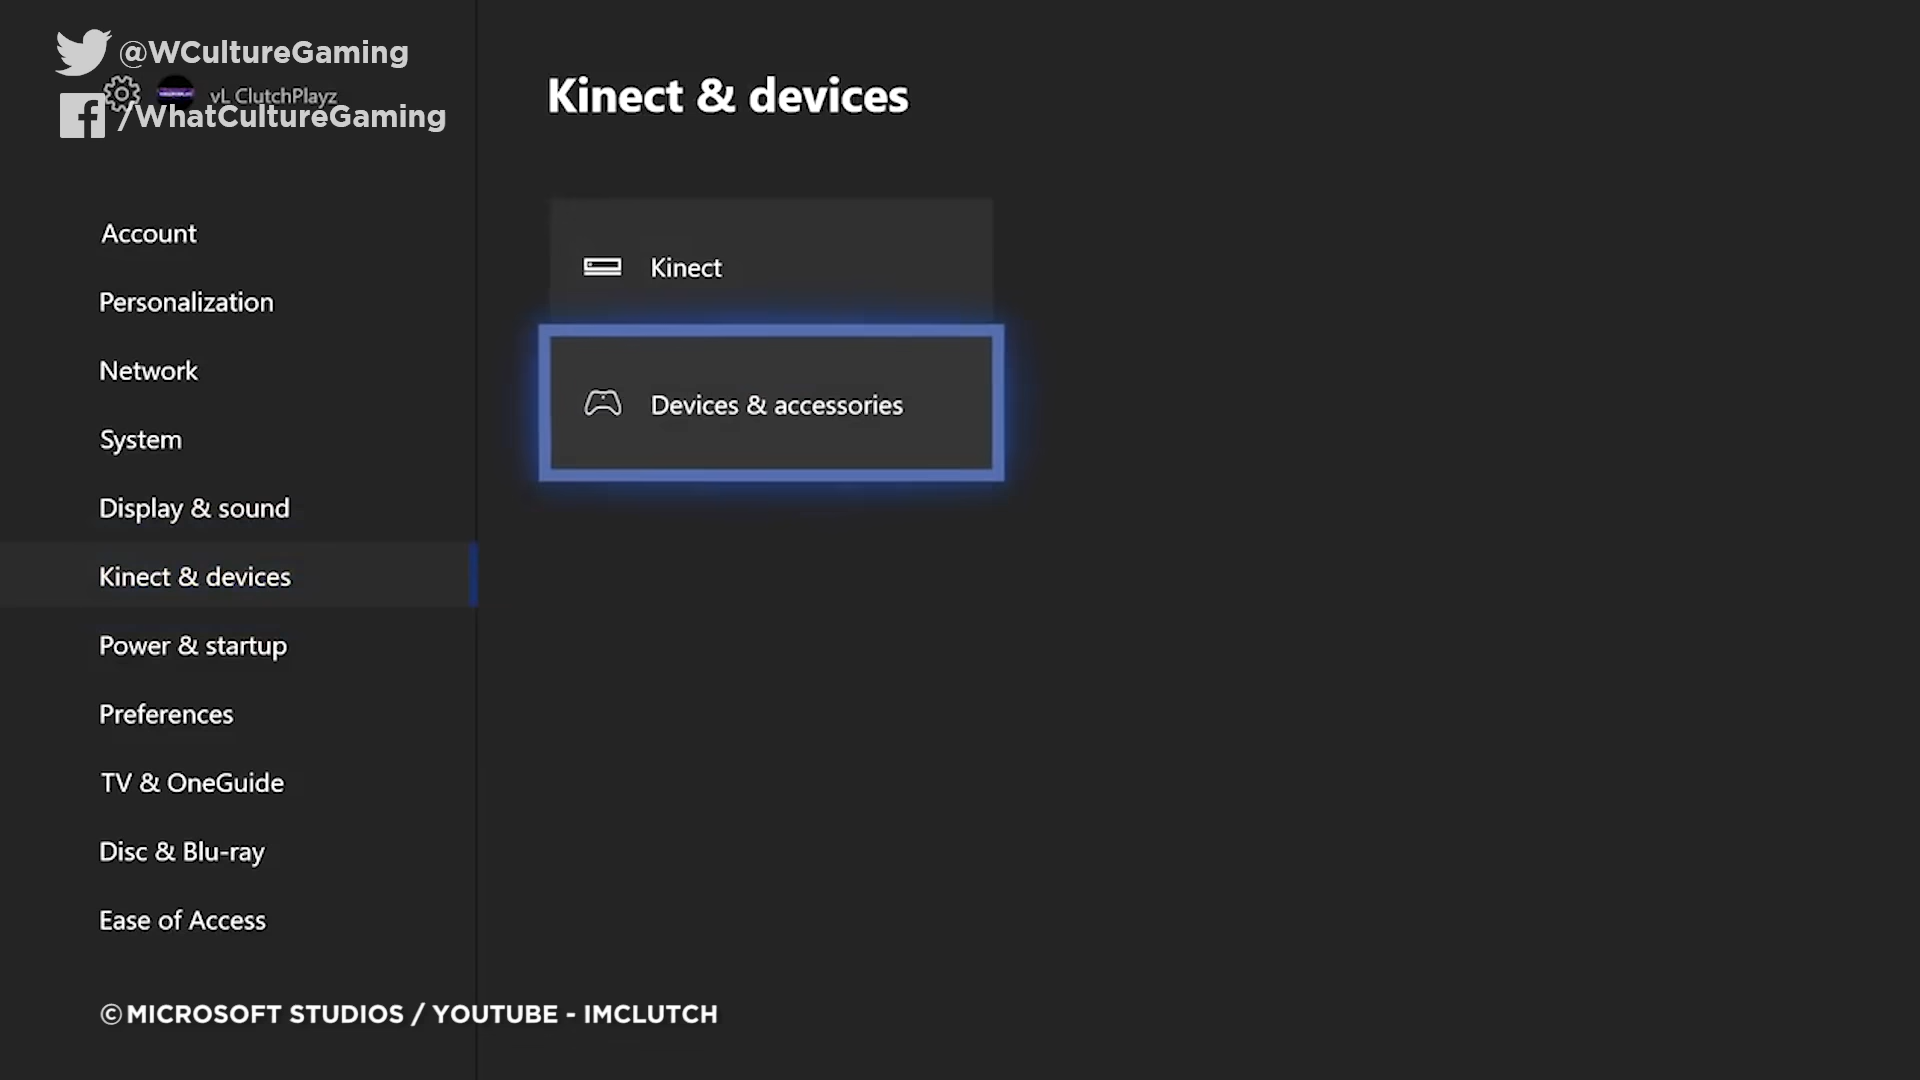 @WCultureGaming
vL ClutchPlayz
/WhatCultureGaming
Account
Personalization
Network
System
Display & sound
Kinect & devices
Power & startup
Preferences
TV & OneGuide
Disc & Blu-ray
Ease of Access
Kinect & devices
Kinect
Devices & accessories
©MICROSOFT STUDIOS / YOUTUBE - IMCLUTCH